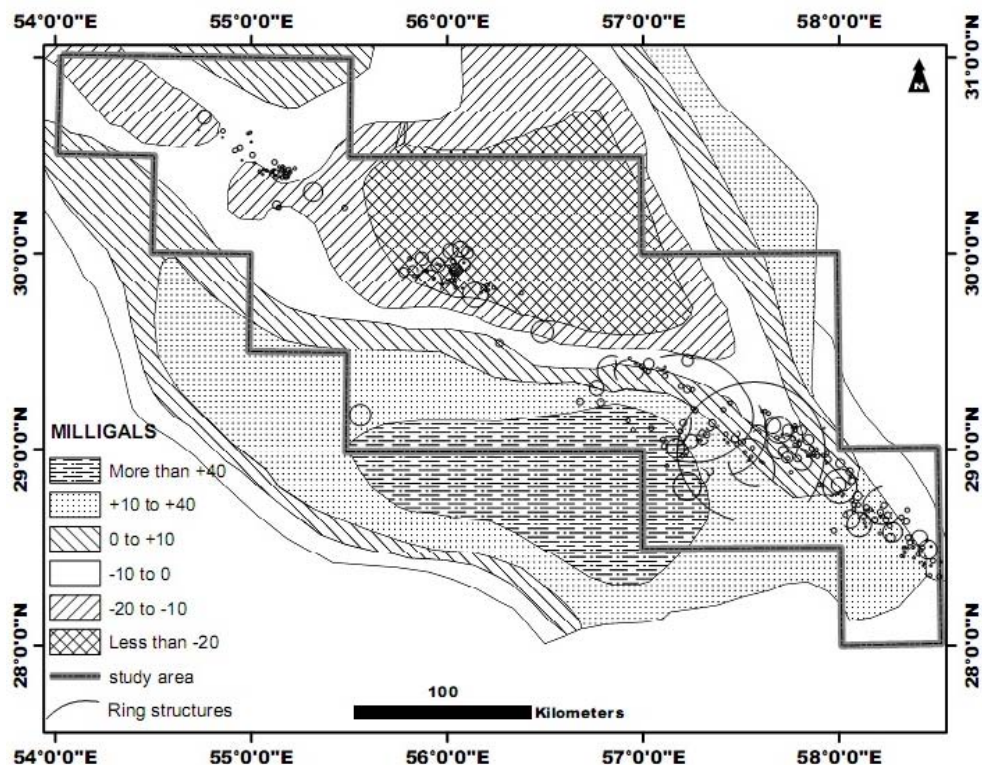 54°0'0"E 55°0'0"E 56°0'0"E 57°0'0"E 58°0'0"E
31°0'0"N
N
30°0'0"N 30°0'0"N
29°0'0"N 29°0'0"N
28°0'0"N 28°0'0"N
MILLIGALS
More than +40
+10 to +40
0 to +10
-10 to 0
-20 to -10
Less than -20
study area
Ring structures
100
Kilometers
54°0'0"E 55°0'0"E 56°0'0"E 57°0'0"E 58°0'0"E